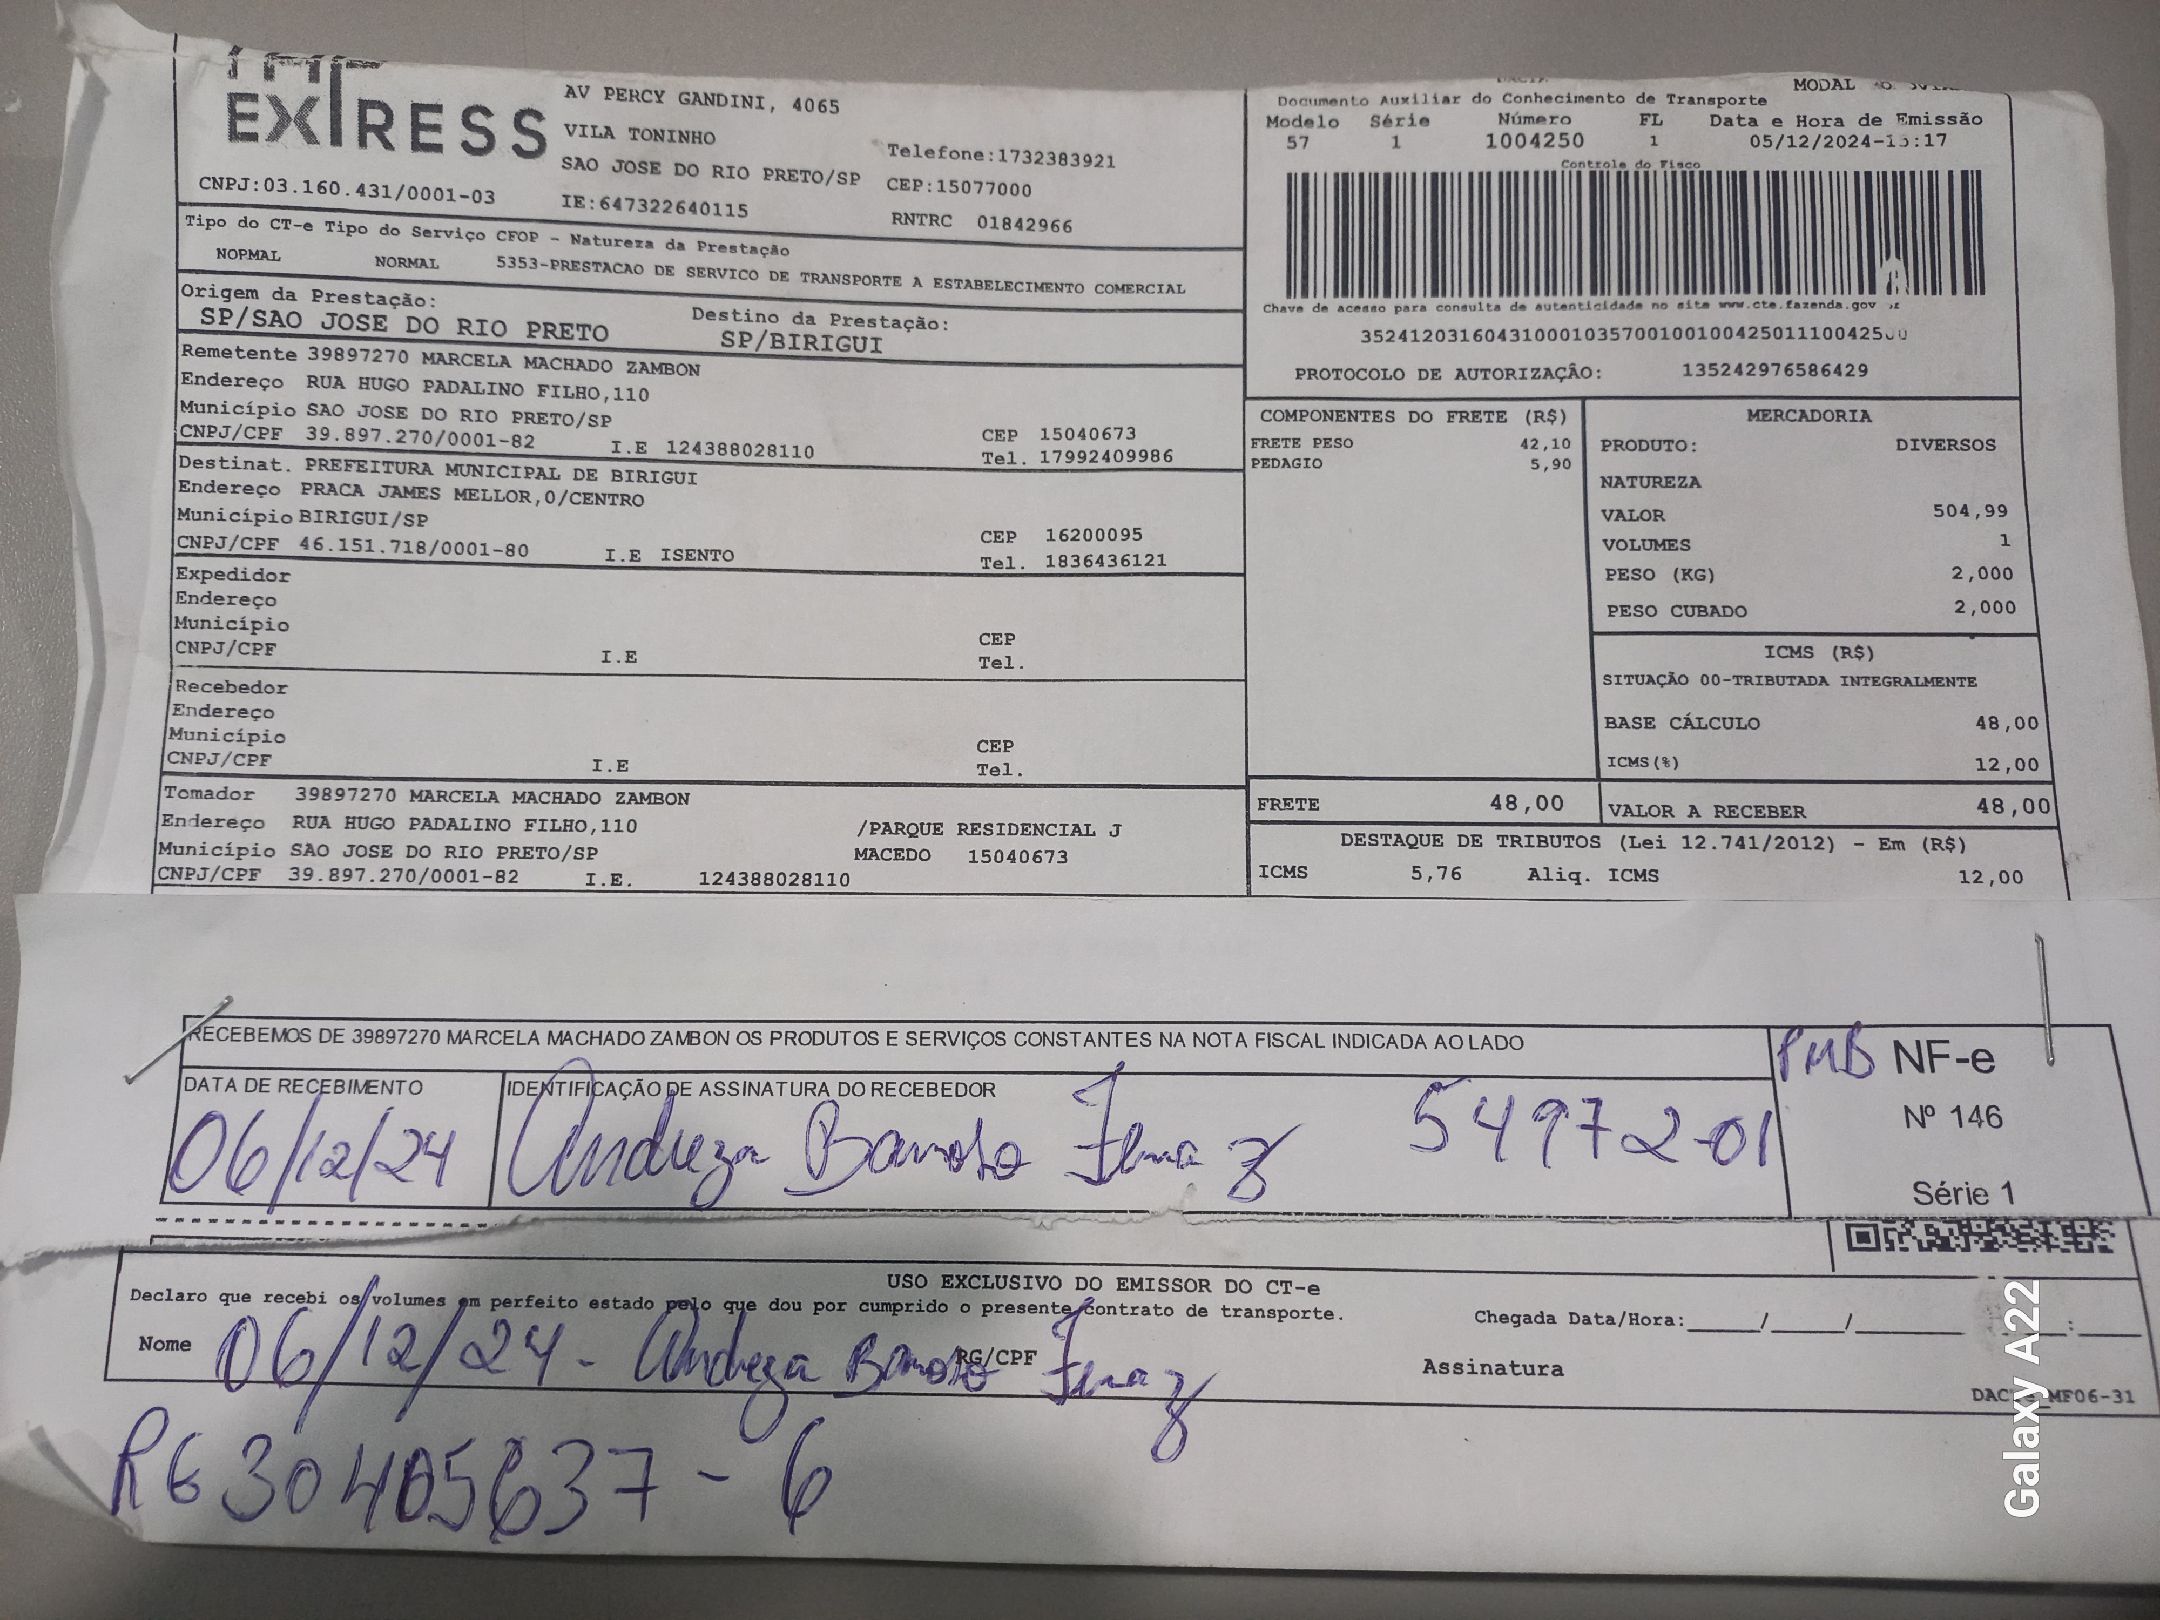 EXTRESS
AV PERCY GANDINI, 4065
VILA TONINHO
SAO JOSE DO RIO PRETO/SP
Telefone:1732383921
CEP:15077000
CNPJ:03.160.431/0001-03
IE:647322640115
RNTRC 01842966
Tipo do CT-e Tipo do Serviço CFOP - Natureza da Prestação
NOPMAL NORMAL 5353-PRESTACAO DE SERVICO DE TRANSPORTE A ESTABELECIMENTO COMERCIAL
Origem da Prestação:
SP/SAO JOSE DO RIO PRETO
Destino da Prestação:
SP/BIRIGUI
Remetente 39897270 MARCELA MACHADO ZAMBON
Endereço RUA HUGO PADALINO FILHO,110
Município SAO JOSE DO RIO PRETO/SP
CEP 15040673
CNPJ/CPF 39.897.270/0001-82 I.E 124388028110 Tel. 17992409986
Destinat. PREFEITURA MUNICIPAL DE BIRIGUI
Endereço PRACA JAMES MELLOR,0/CENTRO
Município BIRIGUI/SP CEP 16200095
CNPJ/CPF 46.151.718/0001-80 I.E ISENTO Tel. 1836436121
Expedidor
Endereço
Município CEP
CNPJ/CPF I.E Tel.
Recebedor
Endereço
Município CEP
CNPJ/CPF I.E Tel.
Tomador 39897270 MARCELA MACHADO ZAMBON
Endereço RUA HUGO PADALINO FILHO,110 /PARQUE RESIDENCIAL J
Município SAO JOSE DO RIO PRETO/SP MACEDO 15040673
CNPJ/CPF 39.897.270/0001-82 I.E. 124388028110
MODAL
Documento Auxiliar do Conhecimento de Transporte
Modelo Série Número FL Data e Hora de Emissão
57 1 1004250 1 05/12/2024-
Controle do Fisco
Chave de acesso para consulta de autenticidade no site www.cte.fazenda.gov
PROTOCOLO DE AUTORIZAÇÃO: 135242976586429
COMPONENTES DO FRETE (R$)
FRETE PESO 42,10
PEDAGIO 5,90
MERCADORIA
PRODUTO: DIVERSOS
NATUREZA
VALOR 504,99
VOLUMES 1
PESO (KG) 2,000
PESO CUBADO 2,000
ICMS (R$)
SITUAÇÃO 00-TRIBUTADA INTEGRALMENTE
BASE CÁLCULO 48,00
ICMS(%) 12,00
FRETE 48,00
VALOR A RECEBER 48,00
DESTAQUE DE TRIBUTOS (Lei 12.741/2012) - Em (R$)
ICMS 5,76 Aliq. ICMS 12,00
RECEBEMOS DE 39897270 MARCELA MACHADO ZAMBON OS PRODUTOS E SERVIÇOS CONSTANTES NA NOTA FISCAL INDICADA AO LADO
DATA DE RECEBIMENTO
06/12/24
IDENTIFICAÇÃO DE ASSINATURA DO RECEBEDOR
Andreza 54972-01
PMB NF-e
Nº 146
Série 1
USO EXCLUSIVO DO EMISSOR DO CT-e
Declaro que recebi os volumes em perfeito estado pelo que dou por cumprido o presente contrato de transporte.
Chegada Data/Hora:_____/_____/_______ :_____
Nome 06/12/24 - Andreza RG/CPF
Assinatura
MF06-31
RG 30405637-6
Galaxy A22